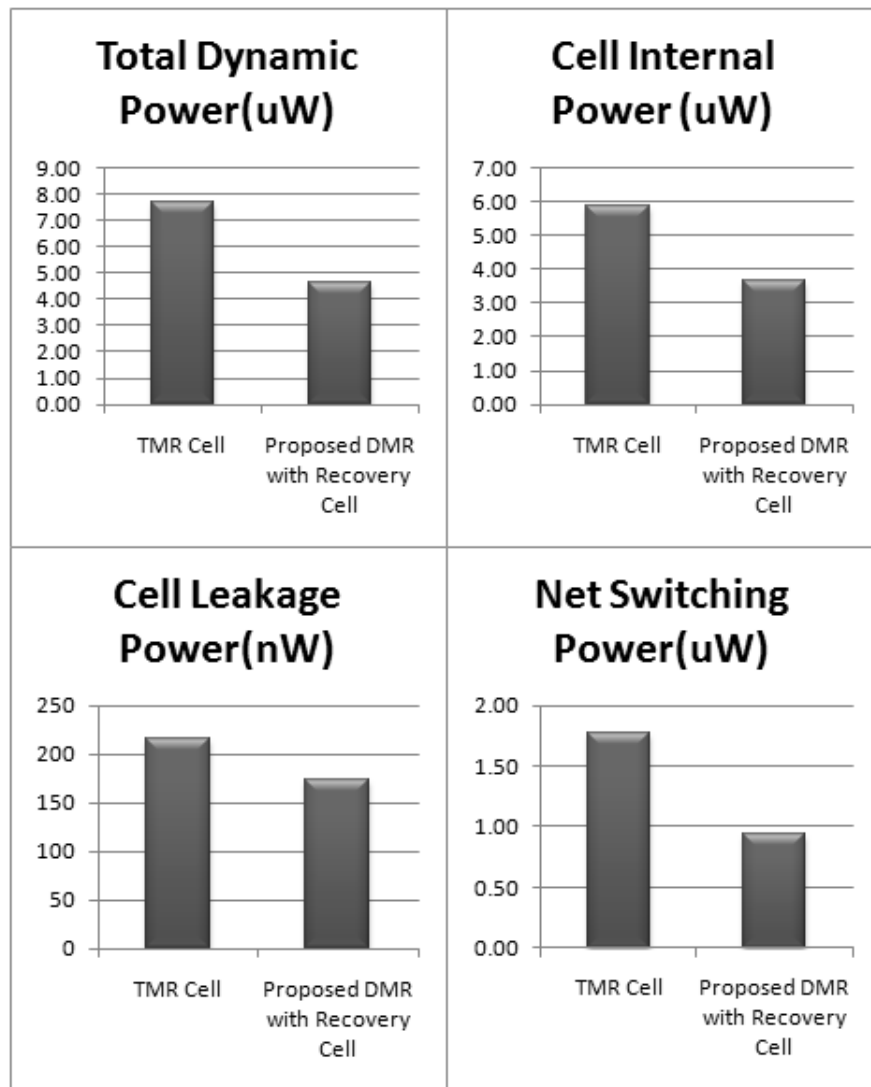 Total Dynamic
Power(uW)
9.00
8.00
7.00
6.00
5.00
4.00
3.00
2.00
1.00
0.00
TMR Cell
Proposed DMR
with Recovery
Cell
Cell Internal
Power (uW)
7.00
6.00
5.00
4.00
3.00
2.00
1.00
0.00
TMR Cell
Proposed DMR
with Recovery
Cell
Cell Leakage
Power(nW)
250
200
150
100
50
0
TMR Cell
Proposed DMR
with Recovery
Cell
Net Switching
Power(uW)
2.00
1.50
1.00
0.50
0.00
TMR Cell
Proposed DMR
with Recovery
Cell